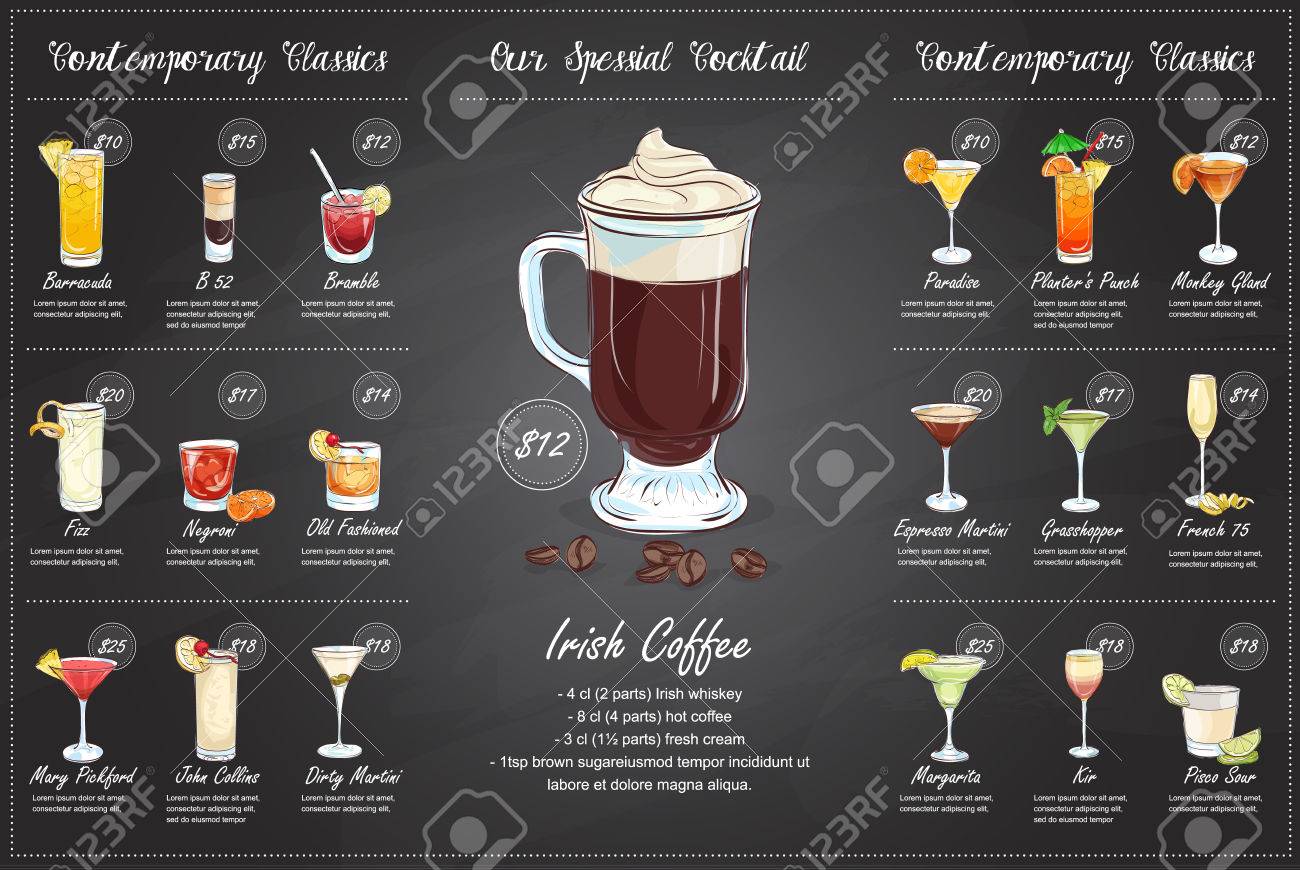 Contemporary Classics
$10
Barracuda
Lorem ipsum dolor sit amet,
consectetur adipiscing elit,
$15
B 52
Lorem ipsum dolor sit amet,
consectetur adipiscing elit,
sed do eiusmod tempor
$12
Bramble
Lorem ipsum dolor sit amet,
consectetur adipiscing elit,
$20
Fizz
Lorem ipsum dolor sit amet,
consectetur adipiscing elit,
$17
Negroni
Lorem ipsum dolor sit amet,
consectetur adipiscing elit,
$14
Old Fashioned
Lorem ipsum dolor sit amet,
consectetur adipiscing elit,
$25
Mary Pickford
Lorem ipsum dolor sit amet,
consectetur adipiscing elit,
$18
John Collins
Lorem ipsum dolor sit amet,
consectetur adipiscing elit,
sed do eiusmod tempor
$18
Dirty Martini
Lorem ipsum dolor sit amet,
consectetur adipiscing elit,
Our Spessial Cocktail
$12
Irish Coffee
- 4 cl (2 parts) Irish whiskey
- 8 cl (4 parts) hot coffee
- 3 cl (1½ parts) fresh cream
- 1tsp brown sugareiusmod tempor incididunt ut
labore et dolore magna aliqua.
Contemporary Classics
$10
Paradise
Lorem ipsum dolor sit amet,
consectetur adipiscing elit,
$15
Planter's Punch
Lorem ipsum dolor sit amet,
consectetur adipiscing elit,
sed do eiusmod tempor
$12
Monkey Gland
Lorem ipsum dolor sit amet,
consectetur adipiscing elit,
$20
Espresso Martini
Lorem ipsum dolor sit amet,
consectetur adipiscing elit,
$17
Grasshopper
Lorem ipsum dolor sit amet,
consectetur adipiscing elit,
$14
French 75
Lorem ipsum dolor sit amet,
consectetur adipiscing elit,
$25
Margarita
Lorem ipsum dolor sit amet,
consectetur adipiscing elit,
$18
Kir
Lorem ipsum dolor sit amet,
consectetur adipiscing elit,
sed do eiusmod tempor
$18
Pisco Sour
Lorem ipsum dolor sit amet,
consectetur adipiscing elit,
123RF
123RF
123RF
123RF
123RF
123RF
123RF
123RF